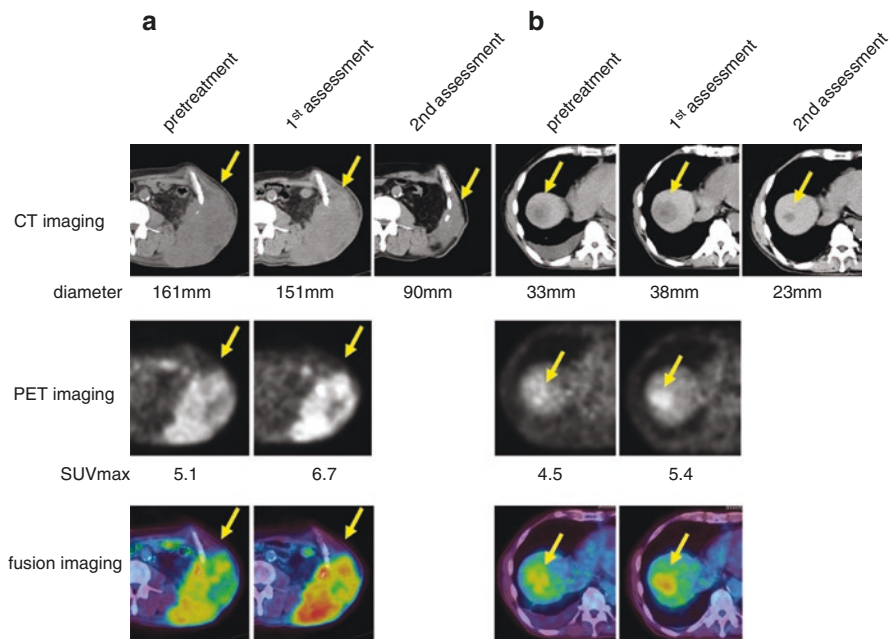 a b
pretreatment 1st assessment 2nd assessment pretreatment 1st assessment 2nd assessment
CT imaging
diameter 161mm 151mm 90mm 33mm 38mm 23mm
PET imaging
SUVmax 5.1 6.7 4.5 5.4
fusion imaging